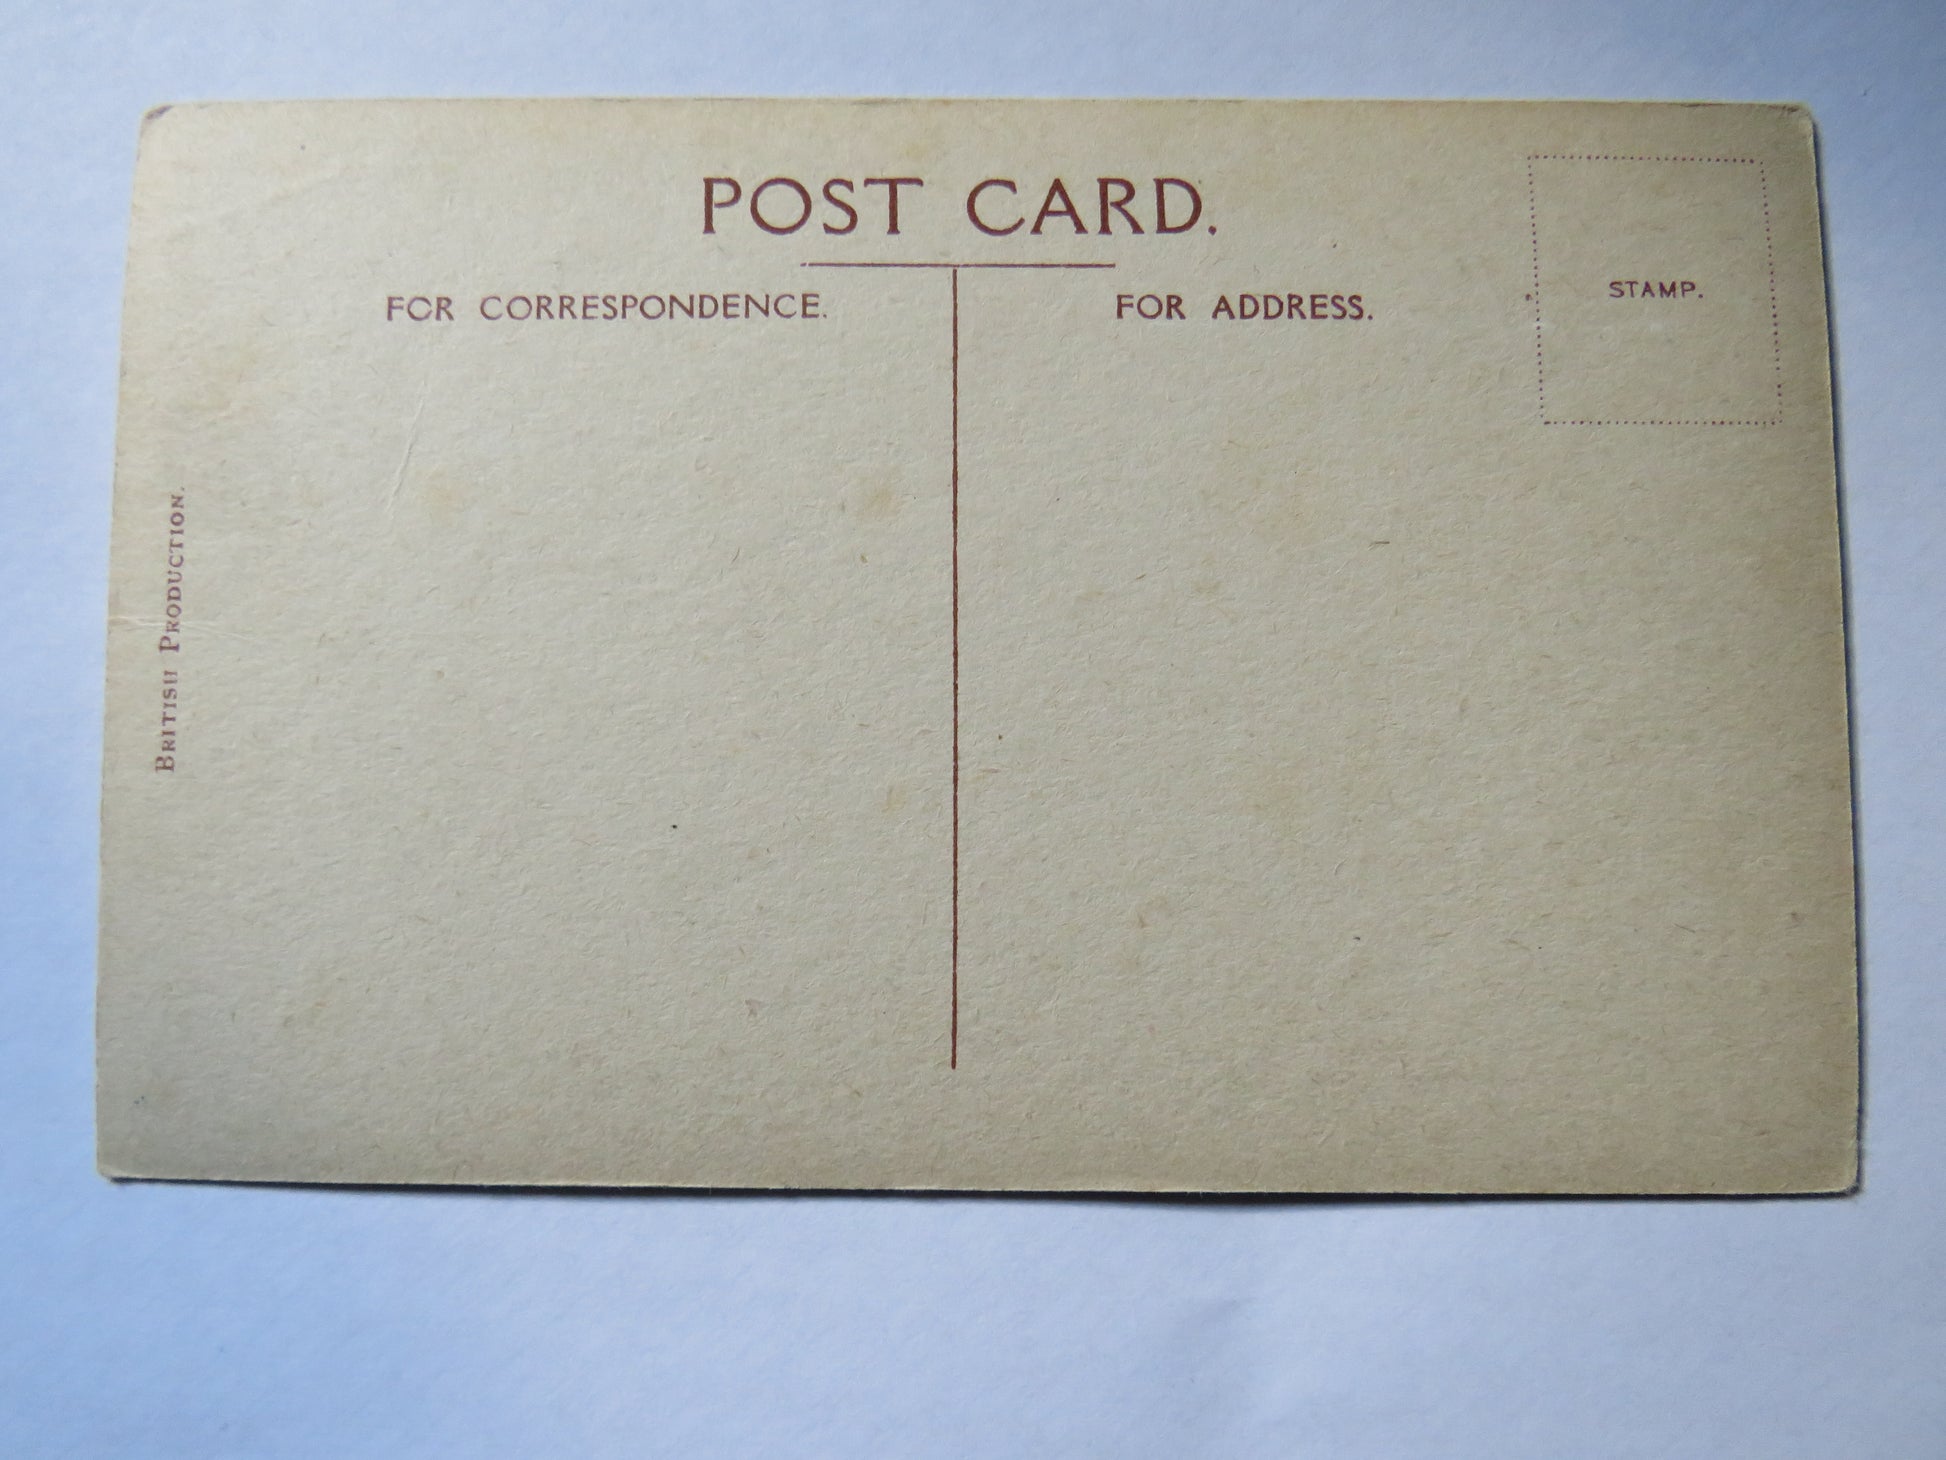 POST CARD.
FOR CORRESPONDENCE.
FOR ADDRESS.
STAMP.
BRITISH PRODUCTION.